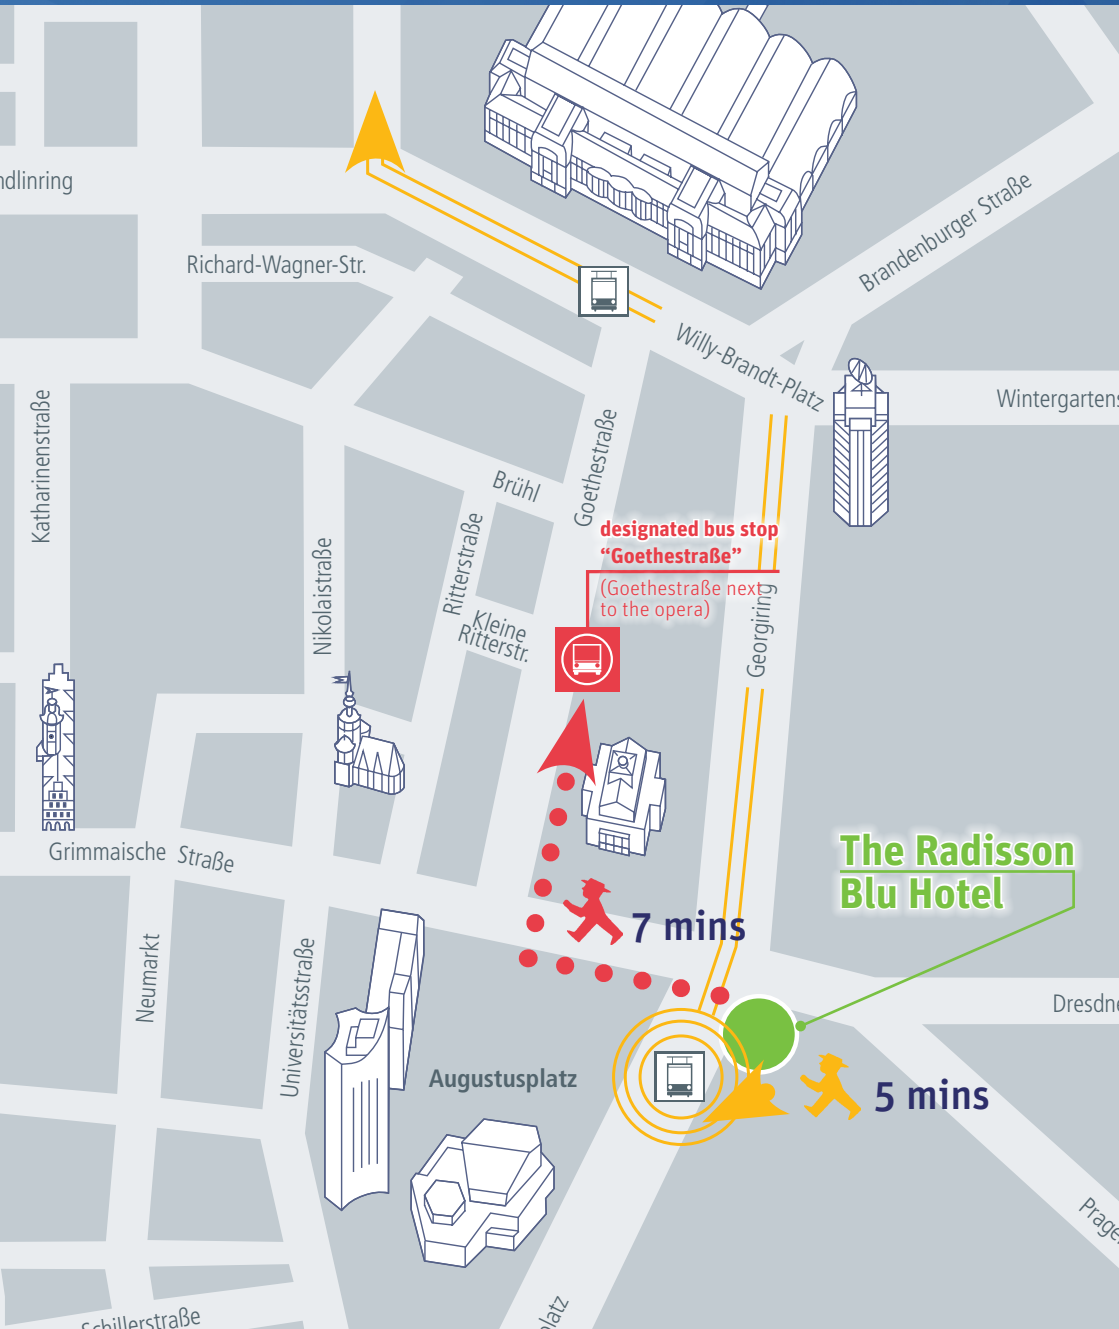 ndlinring
Brandenburger Straße
Richard-Wagner-Str.
Willy-Brandt-Platz
Wintergartens
Katharinenstraße
Goethestraße
Brühl
designated bus stop
“Goethestraße”
(Goethestraße next
to the opera)
Ritterstraße
Nikolaistraße
Kleine
Ritterstr.
Georgiring
Grimmaische Straße
The Radisson
Blu Hotel
7 mins
Neumarkt
Universitätsstraße
Dresdne
Augustusplatz
5 mins
Prage
Schillerstraße
platz